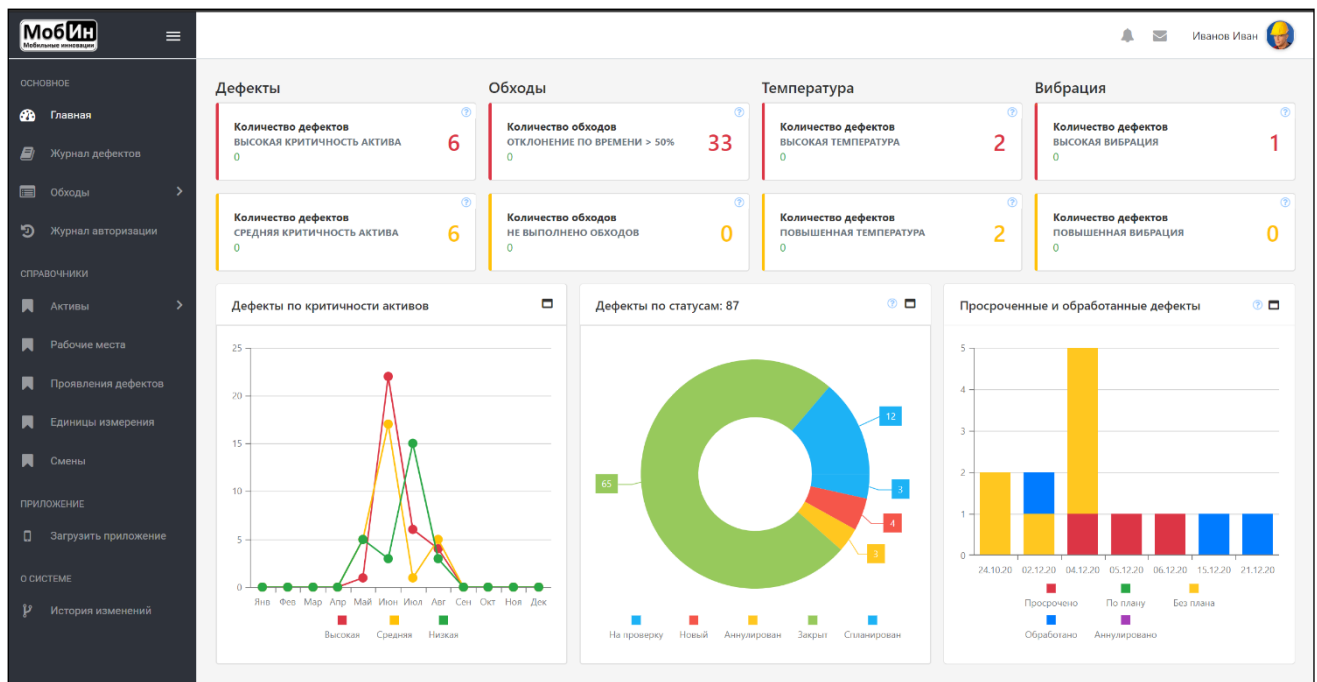 МобИн
Мобильные инновации
Иванов Иван
ОСНОВНОЕ
Главная
Журнал дефектов
Обходы
Журнал авторизации
СПРАВОЧНИКИ
Активы
Рабочие места
Проявления дефектов
Единицы измерения
Смены
ПРИЛОЖЕНИЕ
Загрузить приложение
О СИСТЕМЕ
История изменений
Дефекты
Количество дефектов
ВЫСОКАЯ КРИТИЧНОСТЬ АКТИВА
6
0
Количество дефектов
СРЕДНЯЯ КРИТИЧНОСТЬ АКТИВА
6
0
Обходы
Количество обходов
ОТКЛОНЕНИЕ ПО ВРЕМЕНИ > 50%
33
0
Количество обходов
НЕ ВЫПОЛНЕНО ОБХОДОВ
0
0
Температура
Количество дефектов
ВЫСОКАЯ ТЕМПЕРАТУРА
2
0
Количество дефектов
ПОВЫШЕННАЯ ТЕМПЕРАТУРА
2
0
Вибрация
Количество дефектов
ВЫСОКАЯ ВИБРАЦИЯ
1
0
Количество дефектов
ПОВЫШЕННАЯ ВИБРАЦИЯ
0
0
Дефекты по критичности активов
25
20
15
10
5
0
Янв Фев Мар Апр Май Июн Июл Авг Сен Окт Ноя Дек
Высокая Средняя Низкая
Дефекты по статусам: 87
12
3
4
3
65
На проверку Новый Аннулирован Закрыт Спланирован
Просроченные и обработанные дефекты
5
4
3
2
1
0
24.10.20 02.12.20 04.12.20 05.12.20 06.12.20 15.12.20 21.12.20
Просрочено По плану Без плана
Обработано Аннулировано